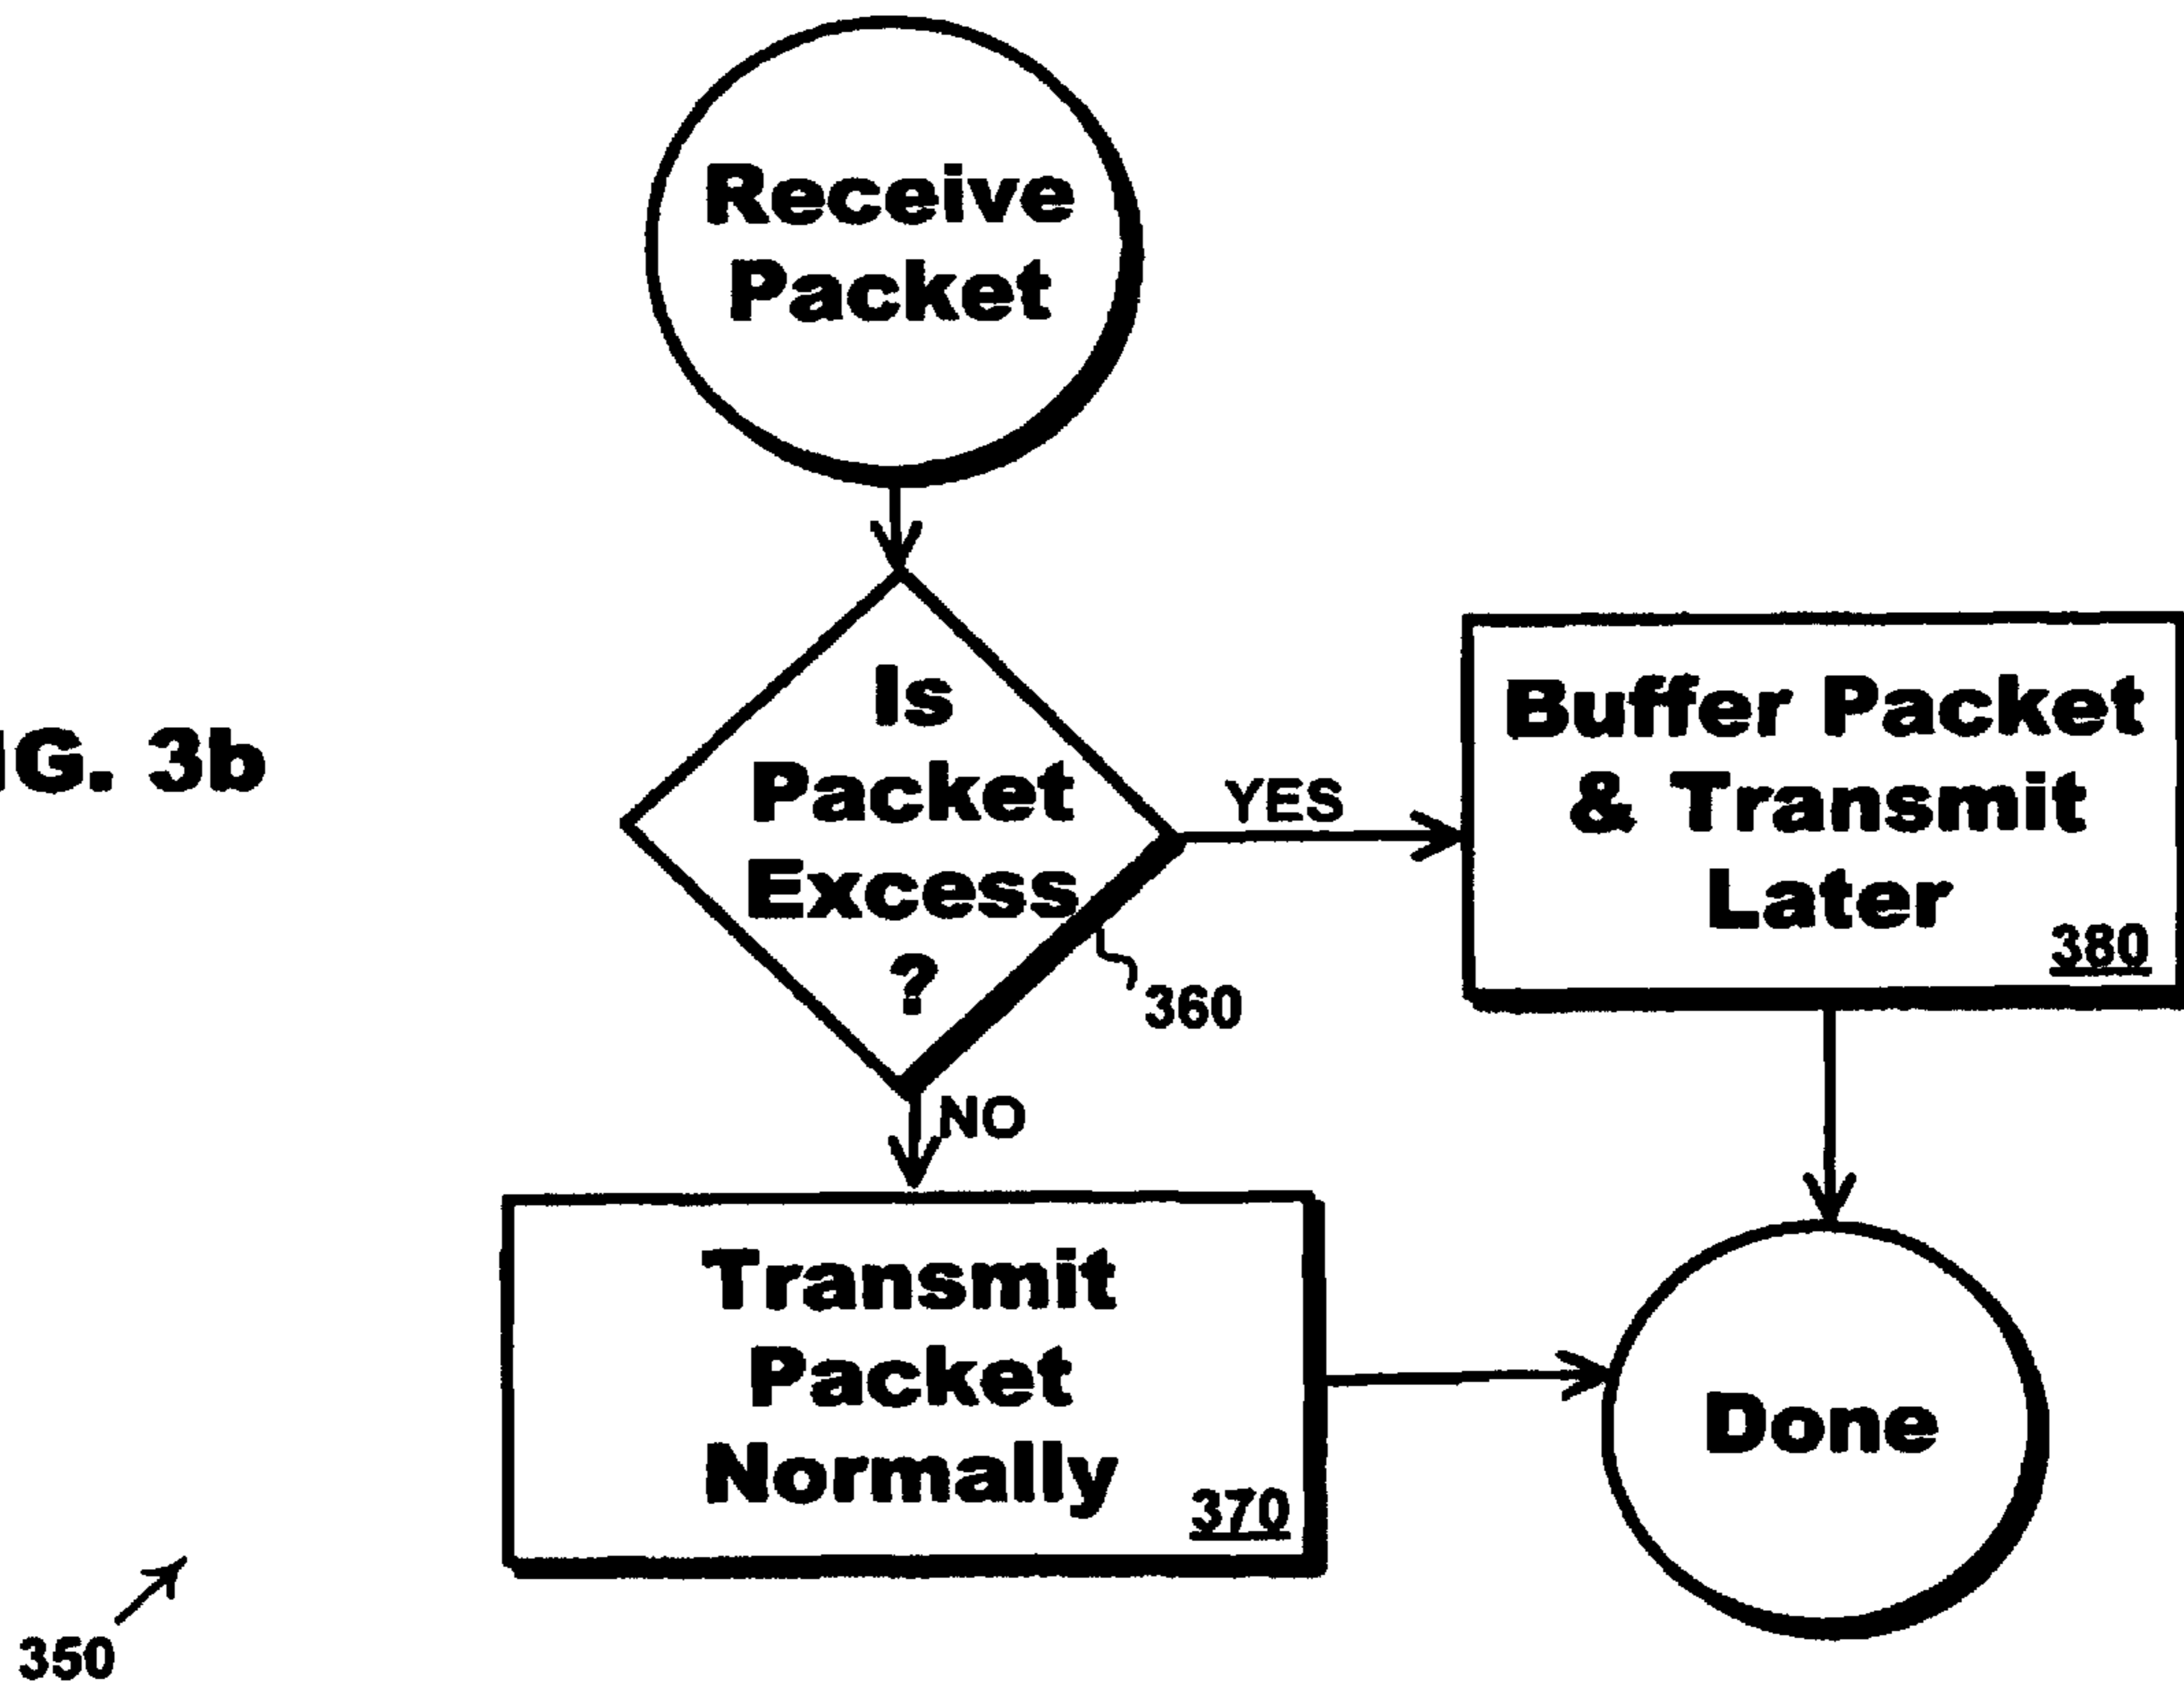 Receive
Packet
Is
Packet
Excess
?
360
YES
Buffer Packet
& Transmit
Later
380
NO
Transmit
Packet
Normally
370
Done
IG. 3b
350